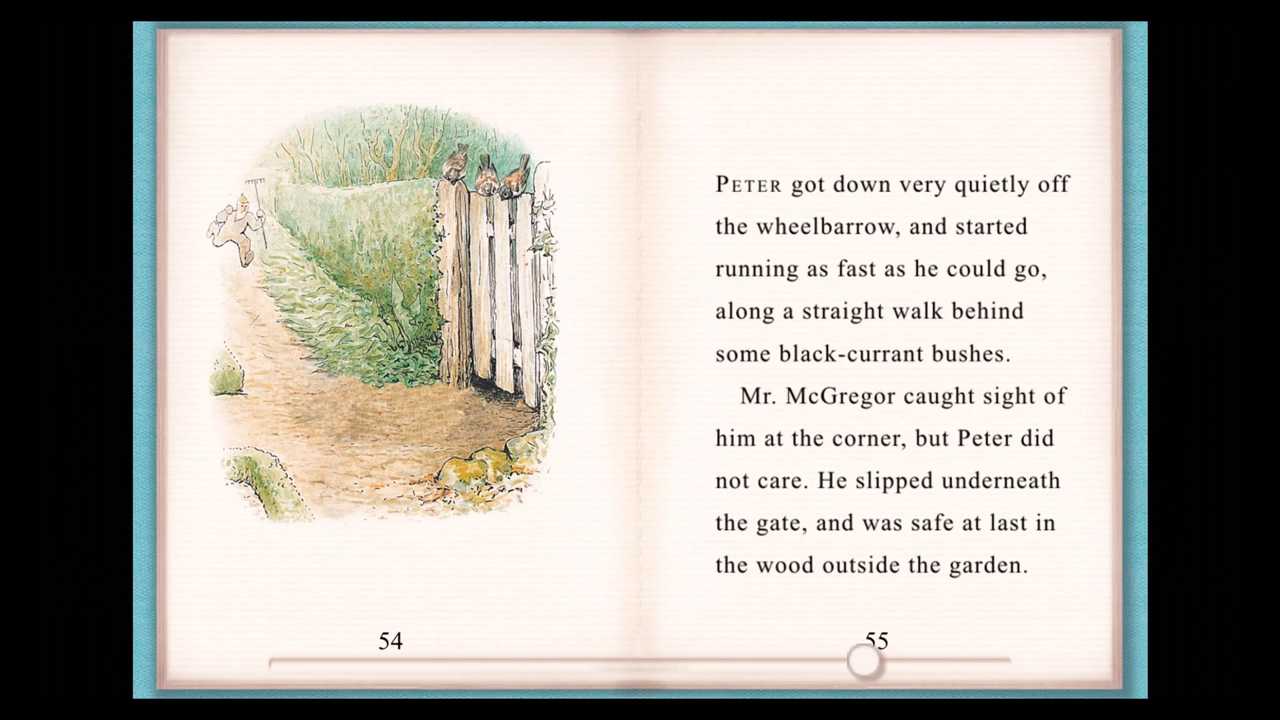 PETER got down very quietly off
the wheelbarrow, and started
running as fast as he could go,
along a straight walk behind
some black-currant bushes.
Mr. McGregor caught sight of
him at the corner, but Peter did
not care. He slipped underneath
the gate, and was safe at last in
the wood outside the garden.
54
55